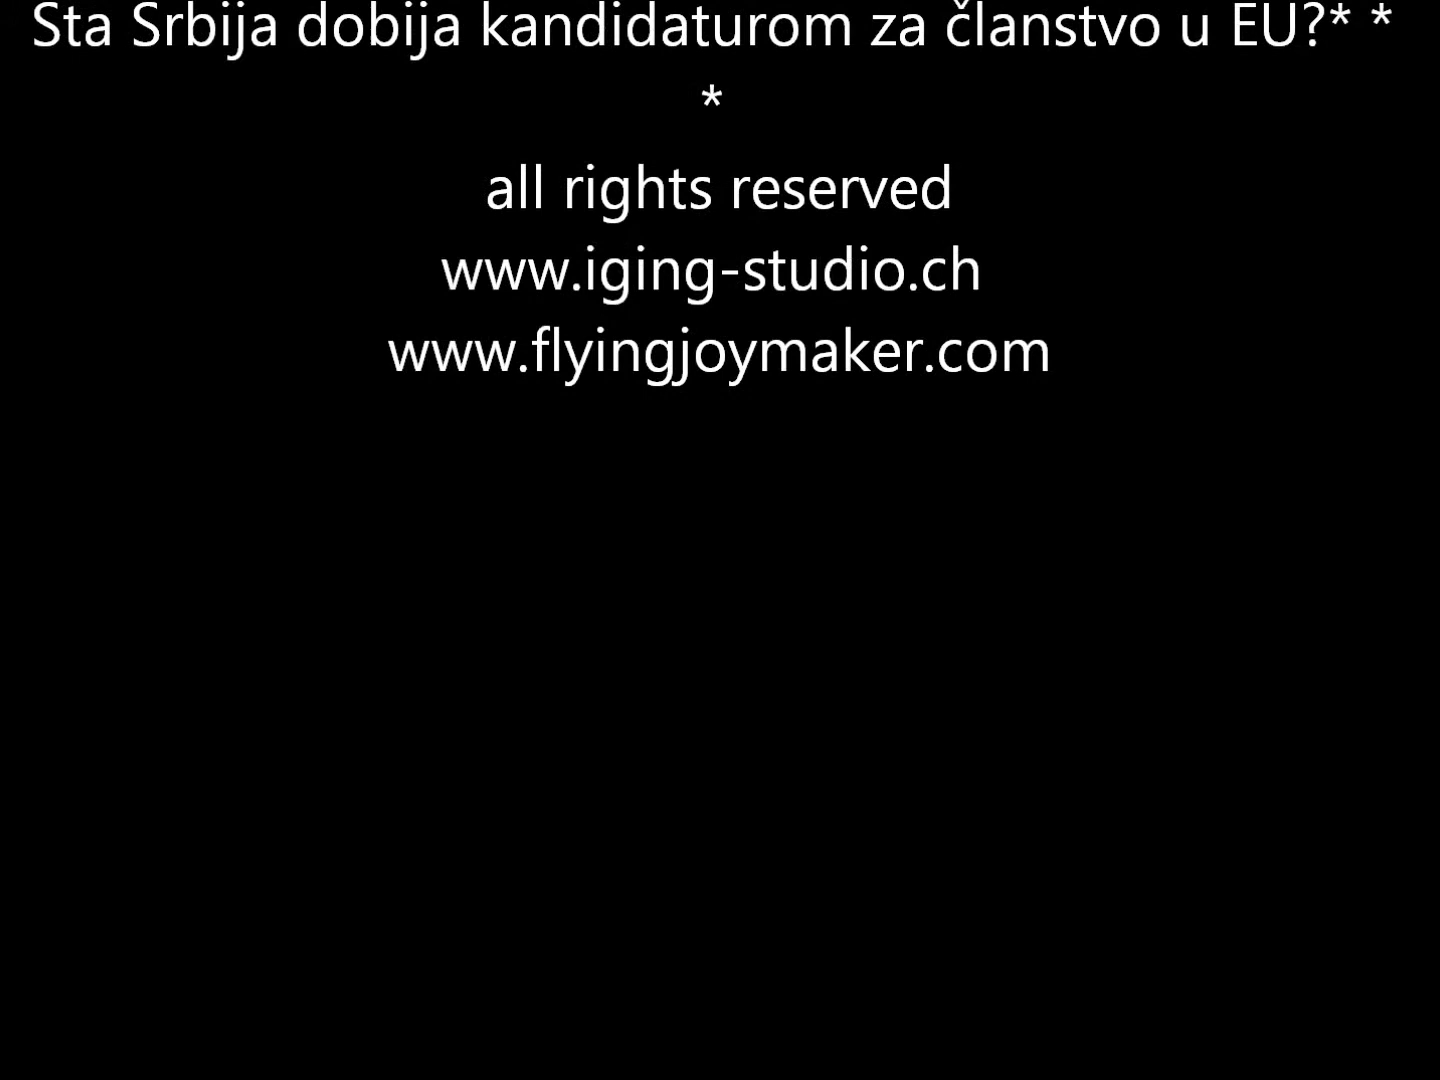 Sta Srbija dobija kandidaturom za članstvo u EU?* *
*
all rights reserved
www.iging-studio.ch
www.flyingjoymaker.com